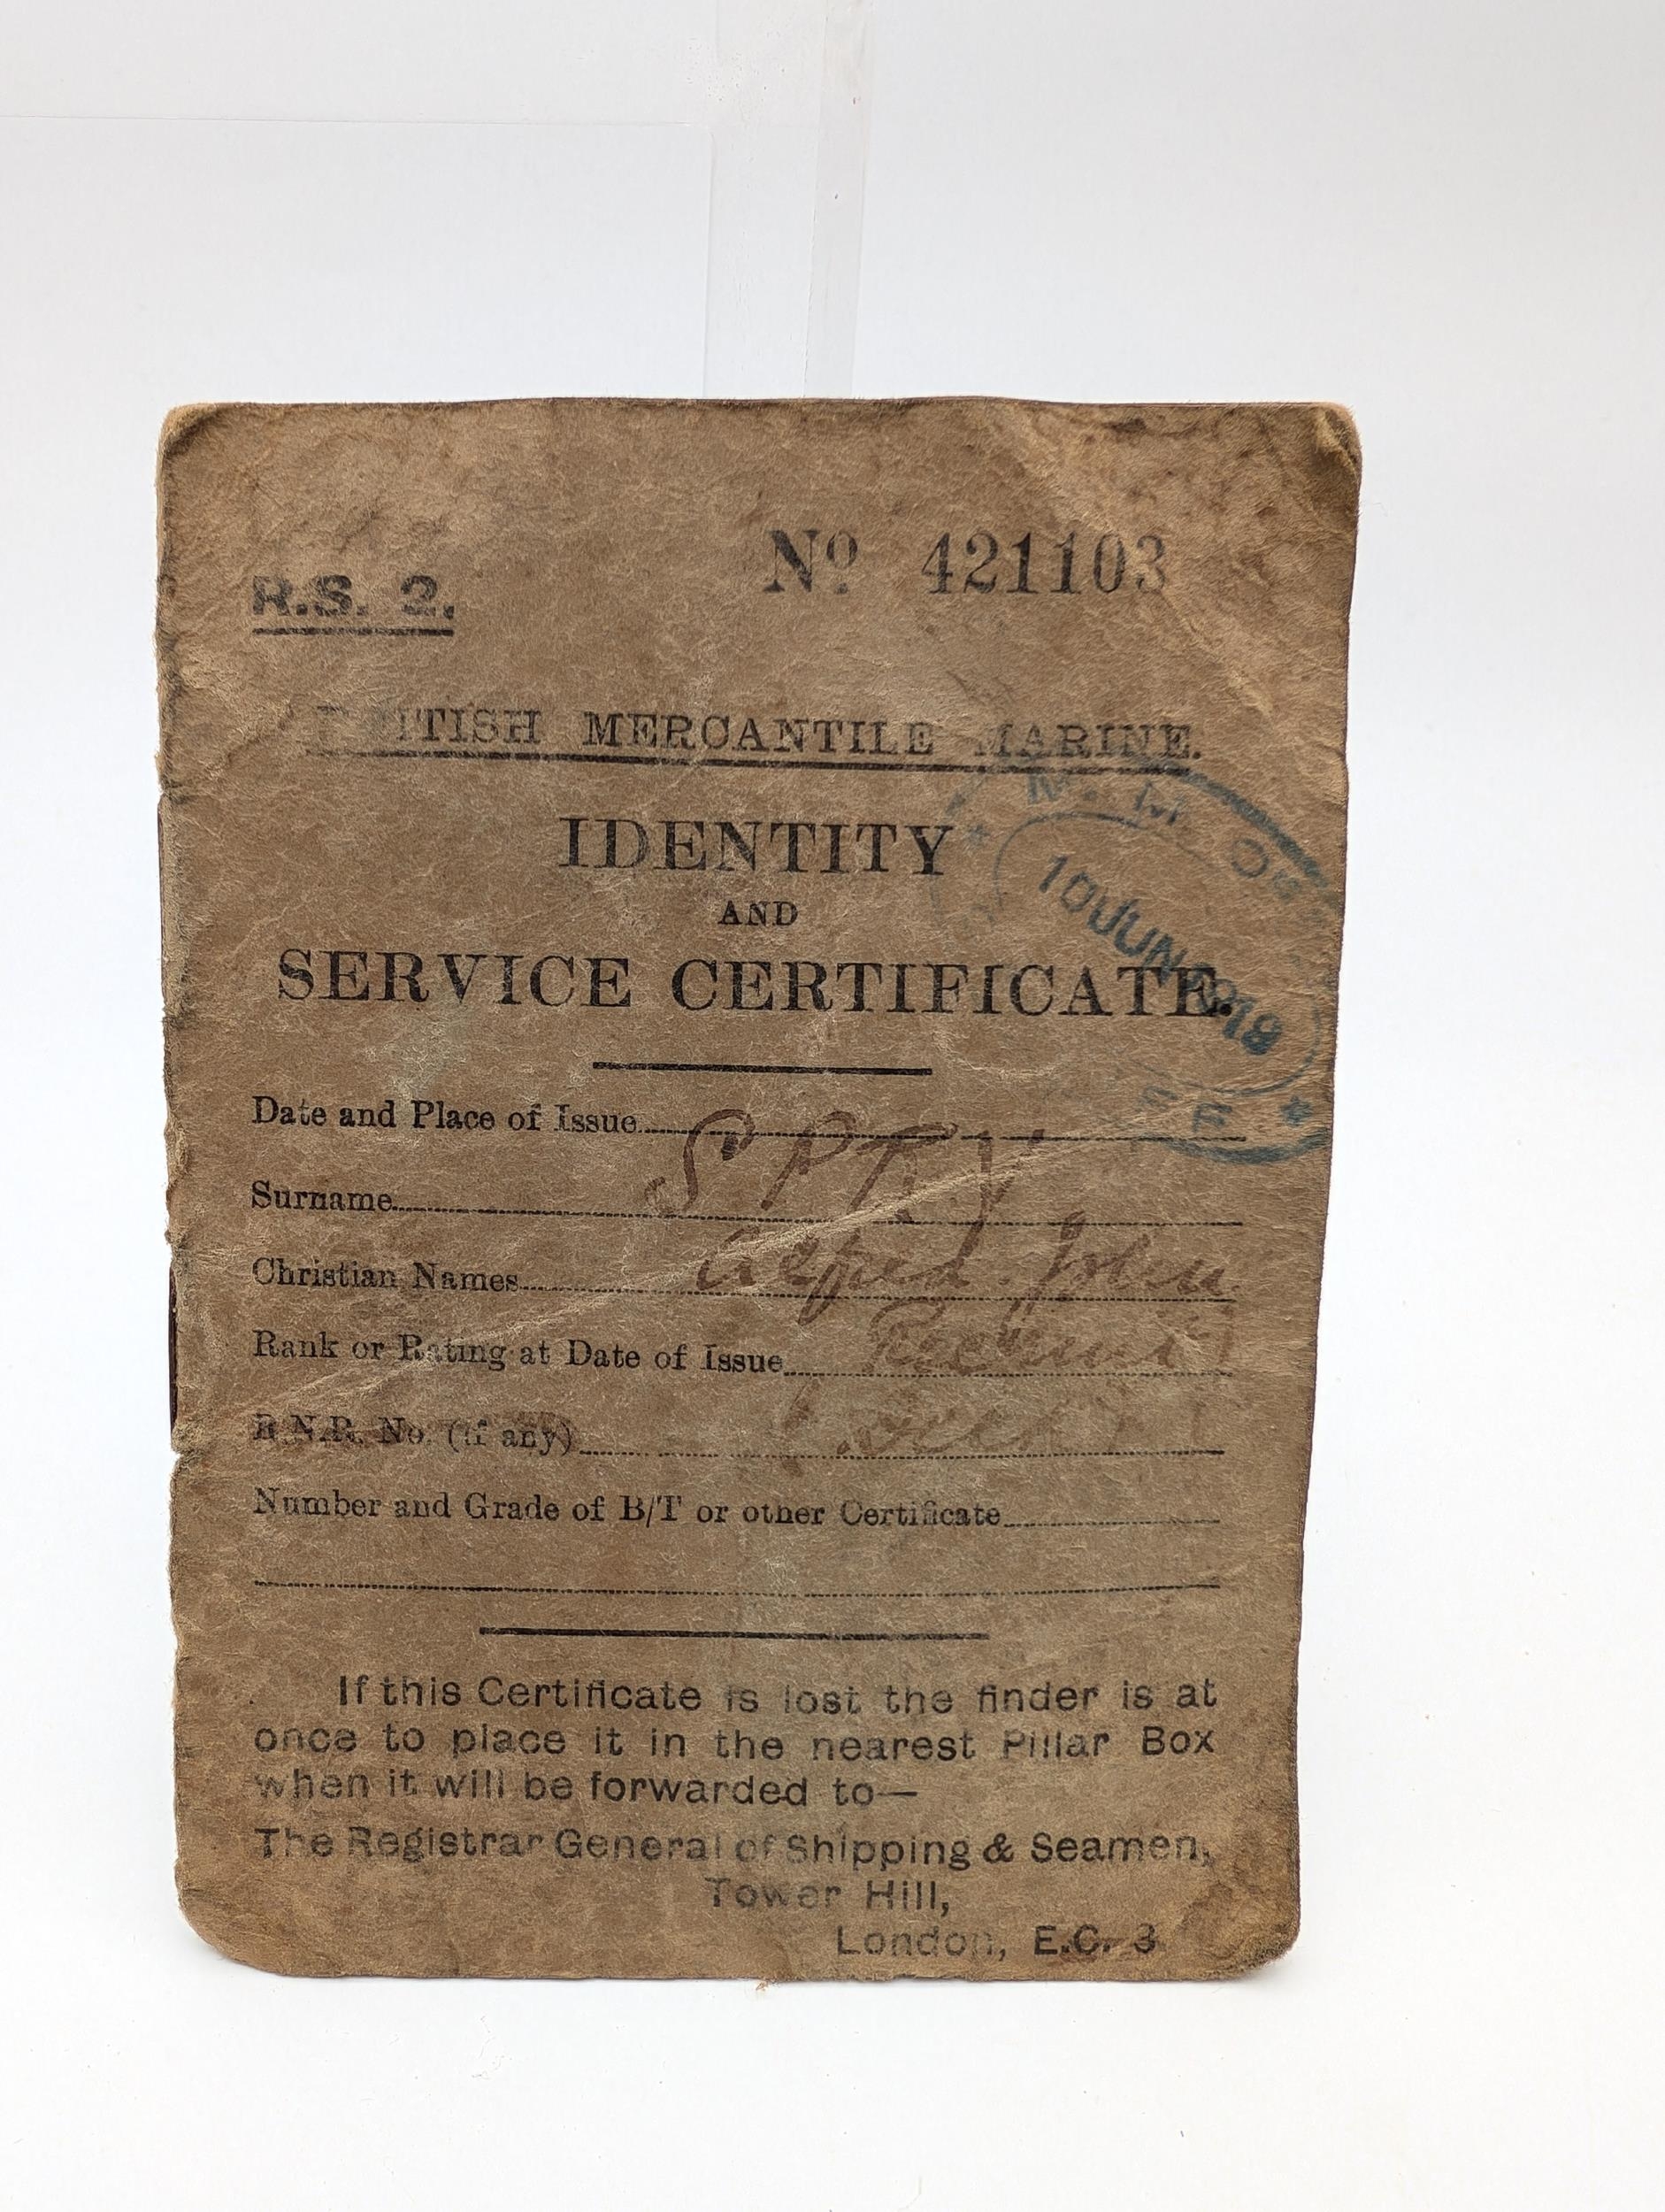 Nº 421103
R.S. 2.
BRITISH MERCANTILE MARINE.
IDENTITY
AND
SERVICE CERTIFICATE.
M. M. O
10 JUN 1919
Date and Place of Issue
Surname SPRY
Christian Names Alfred John
Rank or Rating at Date of Issue
R.N.R. No. (if any)
Number and Grade of B/T or other Certificate
If this Certificate is lost the finder is at
once to place it in the nearest Pillar Box
when it will be forwarded to—
The Registrar General of Shipping & Seamen,
Tower Hill,
London, E.C. 3